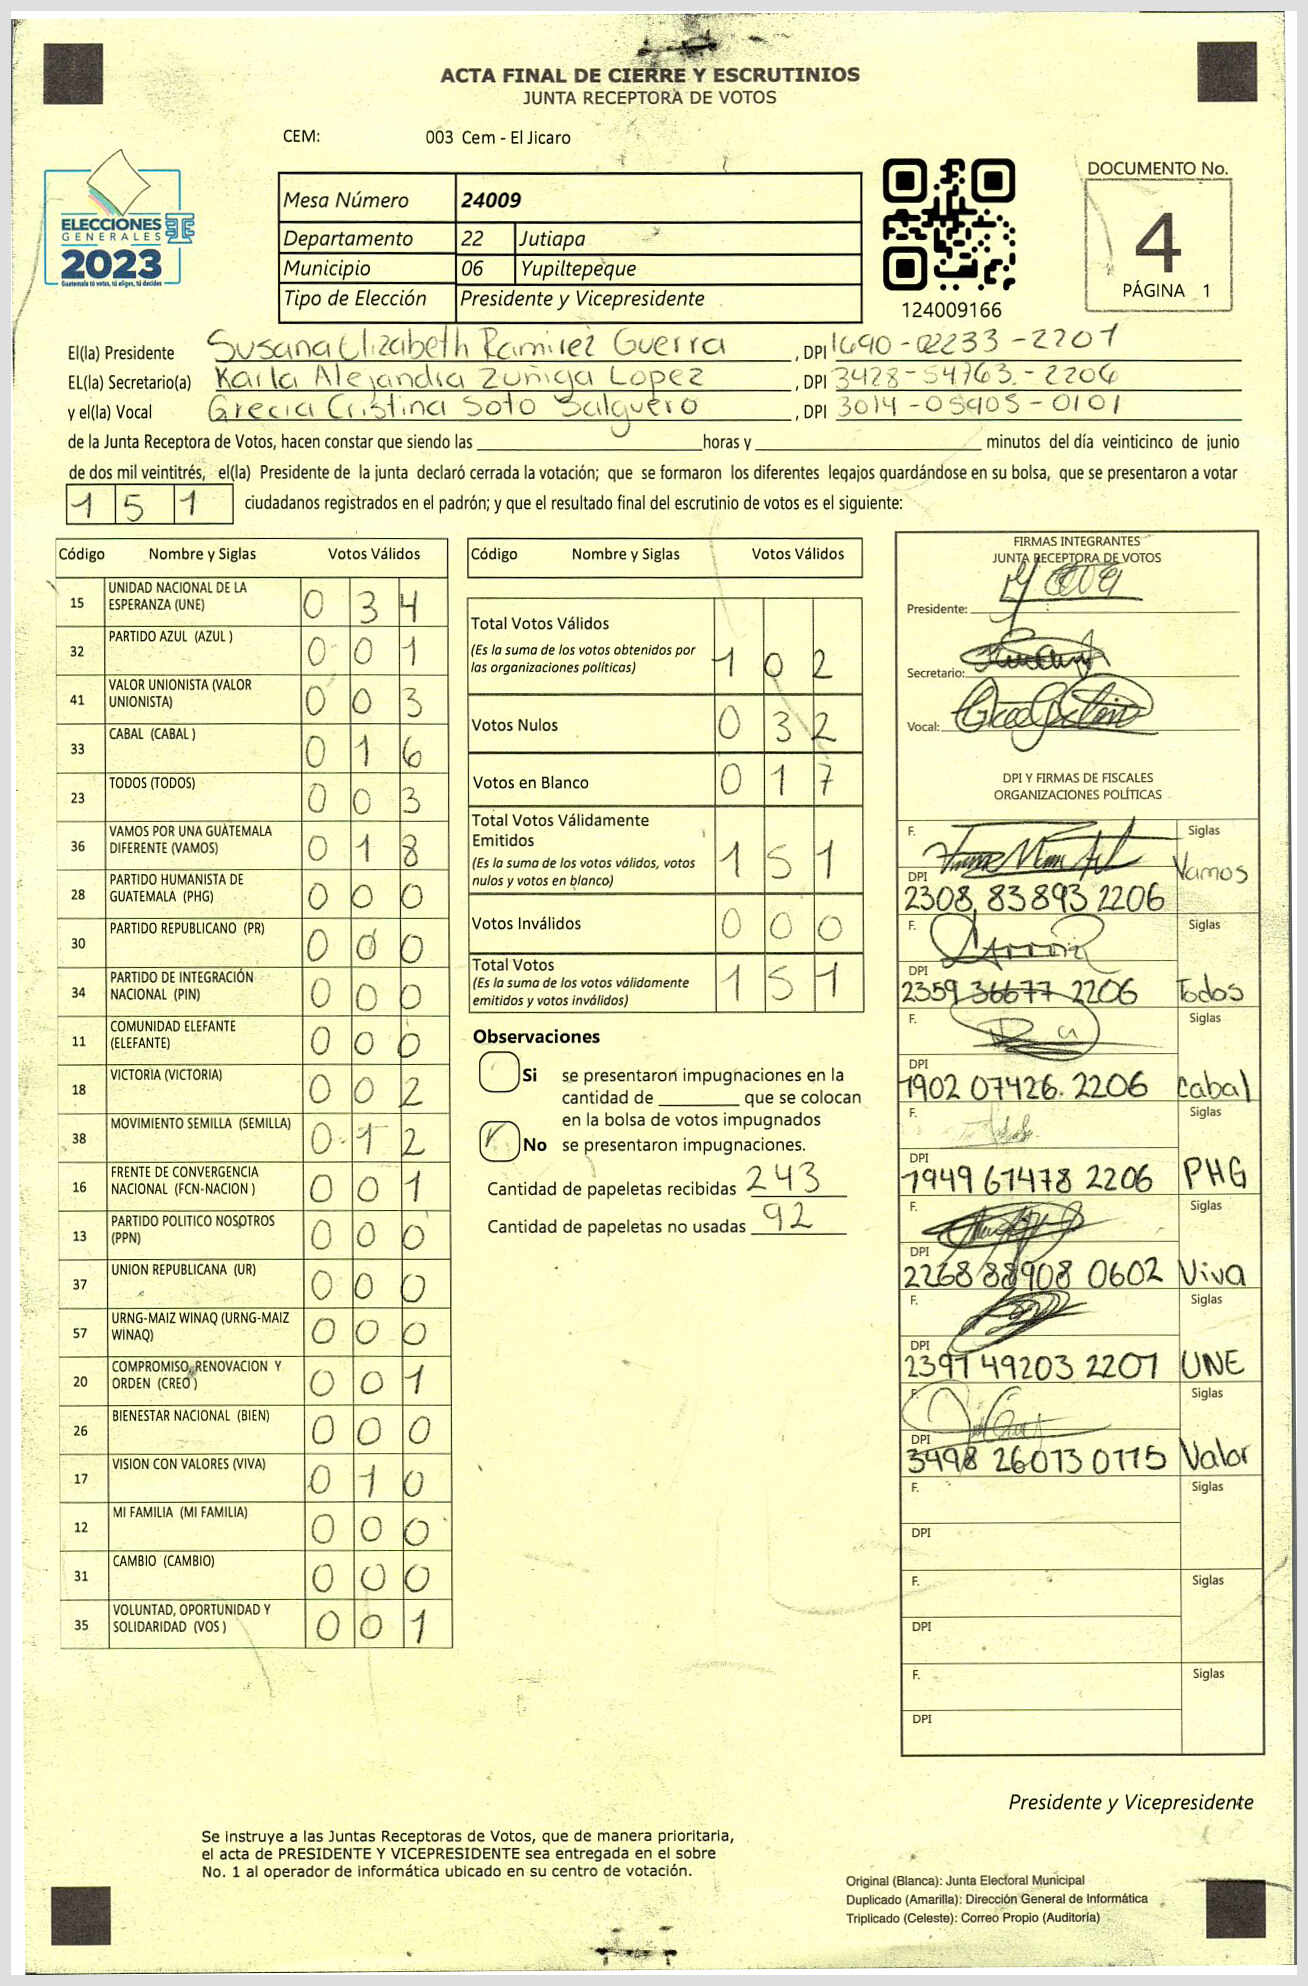 ACTA FINAL DE CIERRE Y ESCRUTINIOS
JUNTA RECEPTORA DE VOTOS
CEM: 003 Cem - El Jicaro
ELECCIONES
GENERALES
2023
Guatemala tú votas, tú eliges, tú decides
Mesa Número 24009
Departamento 22 Jutiapa
Municipio 06 Yupiltepeque
Tipo de Elección Presidente y Vicepresidente
124009166
DOCUMENTO No.
4
PÁGINA 1
El(la) Presidente Susana Elizabeth Ramirez Guerra , DPI 1690-02233-2201
EL(la) Secretario(a) Karla Alejandra Zuñiga Lopez , DPI 3428-54763-2206
y el(la) Vocal Grecia Cristina Soto Salguero , DPI 3014-05905-0101
de la Junta Receptora de Votos, hacen constar que siendo las horas y minutos del día veinticinco de junio
de dos mil veintitrés, el(la) Presidente de la junta declaró cerrada la votación; que se formaron los diferentes legajos quardándose en su bolsa, que se presentaron a votar
1 5 1 ciudadanos registrados en el padrón; y que el resultado final del escrutinio de votos es el siguiente:
Código Nombre y Siglas Votos Válidos
15 UNIDAD NACIONAL DE LA ESPERANZA (UNE) 0 3 4
32 PARTIDO AZUL (AZUL ) 0 0 1
41 VALOR UNIONISTA (VALOR UNIONISTA) 0 0 3
33 CABAL (CABAL ) 0 1 6
23 TODOS (TODOS) 0 0 3
36 VAMOS POR UNA GUATEMALA DIFERENTE (VAMOS) 0 1 8
28 PARTIDO HUMANISTA DE GUATEMALA (PHG) 0 0 0
30 PARTIDO REPUBLICANO (PR) 0 0 0
34 PARTIDO DE INTEGRACIÓN NACIONAL (PIN) 0 0 0
11 COMUNIDAD ELEFANTE (ELEFANTE) 0 0 0
18 VICTORIA (VICTORIA) 0 0 2
38 MOVIMIENTO SEMILLA (SEMILLA) 0 1 2
16 FRENTE DE CONVERGENCIA NACIONAL (FCN-NACION ) 0 0 1
13 PARTIDO POLITICO NOSOTROS (PPN) 0 0 0
37 UNION REPUBLICANA (UR) 0 0 0
57 URNG-MAIZ WINAQ (URNG-MAIZ WINAQ) 0 0 0
20 COMPROMISO, RENOVACION Y ORDEN (CREO ) 0 0 1
26 BIENESTAR NACIONAL (BIEN) 0 0 0
17 VISION CON VALORES (VIVA) 0 1 0
12 MI FAMILIA (MI FAMILIA) 0 0 0
31 CAMBIO (CAMBIO) 0 0 0
35 VOLUNTAD, OPORTUNIDAD Y SOLIDARIDAD (VOS ) 0 0 1
Código Nombre y Siglas Votos Válidos
Total Votos Válidos 1 0 2
(Es la suma de los votos obtenidos por
las organizaciones políticas)
Votos Nulos 0 3 2
Votos en Blanco 0 1 7
Total Votos Válidamente
Emitidos 1 5 1
(Es la suma de los votos válidos, votos
nulos y votos en blanco)
Votos Inválidos 0 0 0
Total Votos 1 5 1
(Es la suma de los votos válidamente
emitidos y votos inválidos)
Observaciones
Si se presentaron impugnaciones en la
cantidad de que se colocan
en la bolsa de votos impugnados
No se presentaron impugnaciones.
Cantidad de papeletas recibidas 243
Cantidad de papeletas no usadas 92
FIRMAS INTEGRANTES
JUNTA RECEPTORA DE VOTOS
Presidente:
Secretario:
Vocal:
DPI Y FIRMAS DE FISCALES
ORGANIZACIONES POLÍTICAS
F. Siglas
DPI Vamos
2308 83893 2206
F. Siglas
DPI
2359 36677 2206 Todos
F. Siglas
DPI
1902 07426 2206 Cabal
F. Siglas
DPI
1949 61478 2206 PHG
F. Siglas
DPI
2268 88908 0602 Viva
F. Siglas
DPI
2397 49203 2201 UNE
F. Siglas
DPI
3498 26013 0115 Valor
F. Siglas
DPI
F. Siglas
DPI
F. Siglas
DPI
Presidente y Vicepresidente
Se instruye a las Juntas Receptoras de Votos, que de manera prioritaria,
el acta de PRESIDENTE Y VICEPRESIDENTE sea entregada en el sobre
No. 1 al operador de informática ubicado en su centro de votación.
Original (Blanca): Junta Electoral Municipal
Duplicado (Amarilla): Dirección General de Informática
Triplicado (Celeste): Correo Propio (Auditoría)